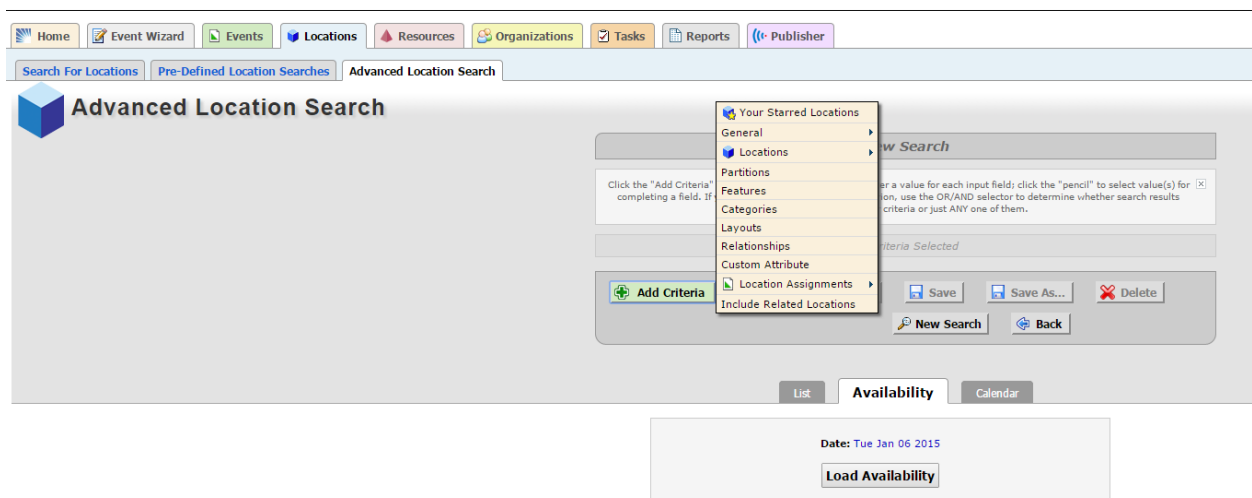 Home Event Wizard Events Locations Resources Organizations Tasks Reports Publisher
Search For Locations Pre-Defined Location Searches Advanced Location Search
Advanced Location Search
Your Starred Locations
General
Locations
Partitions
Features
Categories
Layouts
Relationships
Custom Attribute
Location Assignments
Include Related Locations
Search
Click the "Add Criteria" er a value for each input field; click the "pencil" to select value(s) for
completing a field. If on, use the OR/AND selector to determine whether search results
criteria or just ANY one of them.
Selected
Add Criteria Save Save As... Delete
New Search Back
List Availability Calendar
Date: Tue Jan 06 2015
Load Availability